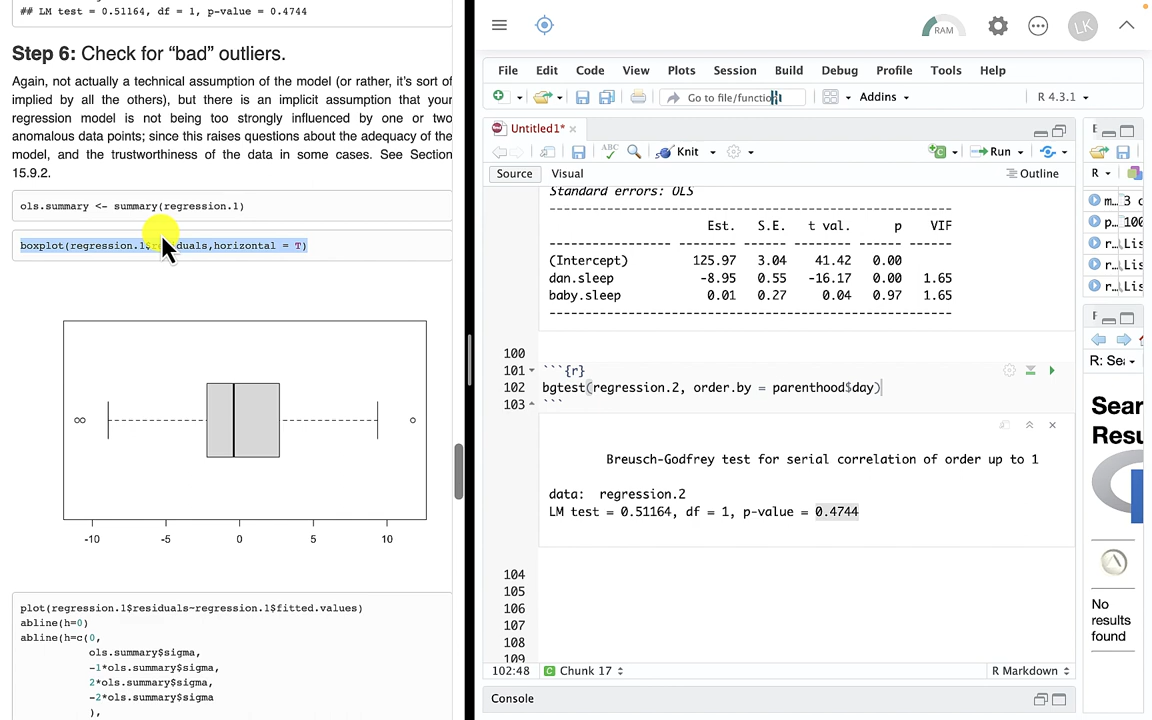 ## LM test = 0.51164, df = 1, p-value = 0.4744
Step 6: Check for “bad” outliers.
Again, not actually a technical assumption of the model (or rather, it’s sort of
implied by all the others), but there is an implicit assumption that your
regression model is not being too strongly influenced by one or two
anomalous data points; since this raises questions about the adequacy of the
model, and the trustworthiness of the data in some cases. See Section
15.9.2.
ols.summary <- summary(regression.1)
boxplot(regression.1$residuals,horizontal = T)
-10 -5 0 5 10
plot(regression.1$residuals~regression.1$fitted.values)
abline(h=0)
abline(h=c(0,
ols.summary$sigma,
-1*ols.summary$sigma,
2*ols.summary$sigma,
-2*ols.summary$sigma
),
RAM
LK
File Edit Code View Plots Session Build Debug Profile Tools Help
Go to file/function
Addins
R 4.3.1
Untitled1*
ABC
Knit
Run
Source Visual
Outline
Standard errors: OLS
Est. S.E. t val. p VIF
(Intercept) 125.97 3.04 41.42 0.00
dan.sleep -8.95 0.55 -16.17 0.00 1.65
baby.sleep 0.01 0.27 0.04 0.97 1.65
100
101 ```{r}
102 bgtest(regression.2, order.by = parenthood$day)
103 ```
Breusch-Godfrey test for serial correlation of order up to 1
data: regression.2
LM test = 0.51164, df = 1, p-value = 0.4744
104
105
106
107
108
109
102:48 Chunk 17 R Markdown
Console
E
R
m... 3 c
p... 100
r... Lis
r... Lis
r... Lis
F
R: Sea
Sear
Resu
R
No
results
found